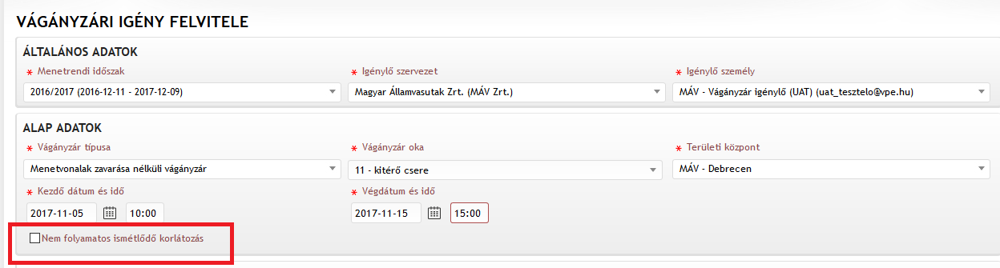 VÁGÁNYZÁRI IGÉNY FELVITELE
ÁLTALÁNOS ADATOK
* Menetrendi időszak * Igénylő szervezet * Igénylő személy
2016/2017 (2016-12-11 - 2017-12-09) Magyar Államvasutak Zrt. (MÁV Zrt.) MÁV - Vágányzár igénylő (UAT) (uat_tesztelo@vpe.hu)
ALAP ADATOK
* Vágányzár típusa * Vágányzár oka * Területi központ
Menetvonalak zavarása nélküli vágányzár 11 - kitérő csere MÁV - Debrecen
* Kezdő dátum és idő * Végdátum és idő
2017-11-05 10:00 2017-11-15 15:00
Nem folyamatos ismétlődő korlátozás